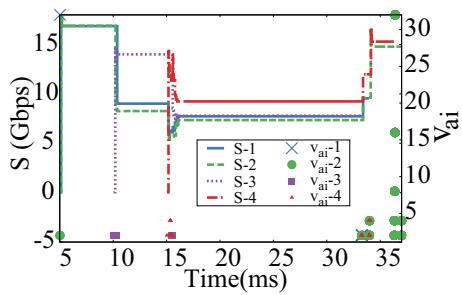 S (Gbps)
15
10
5
0
-5
30
25
20
15
10
5
V_ai
S-1
S-2
S-3
S-4
v_ai-1
v_ai-2
v_ai-3
v_ai-4
5 10 15 20 25 30 35
Time(ms)